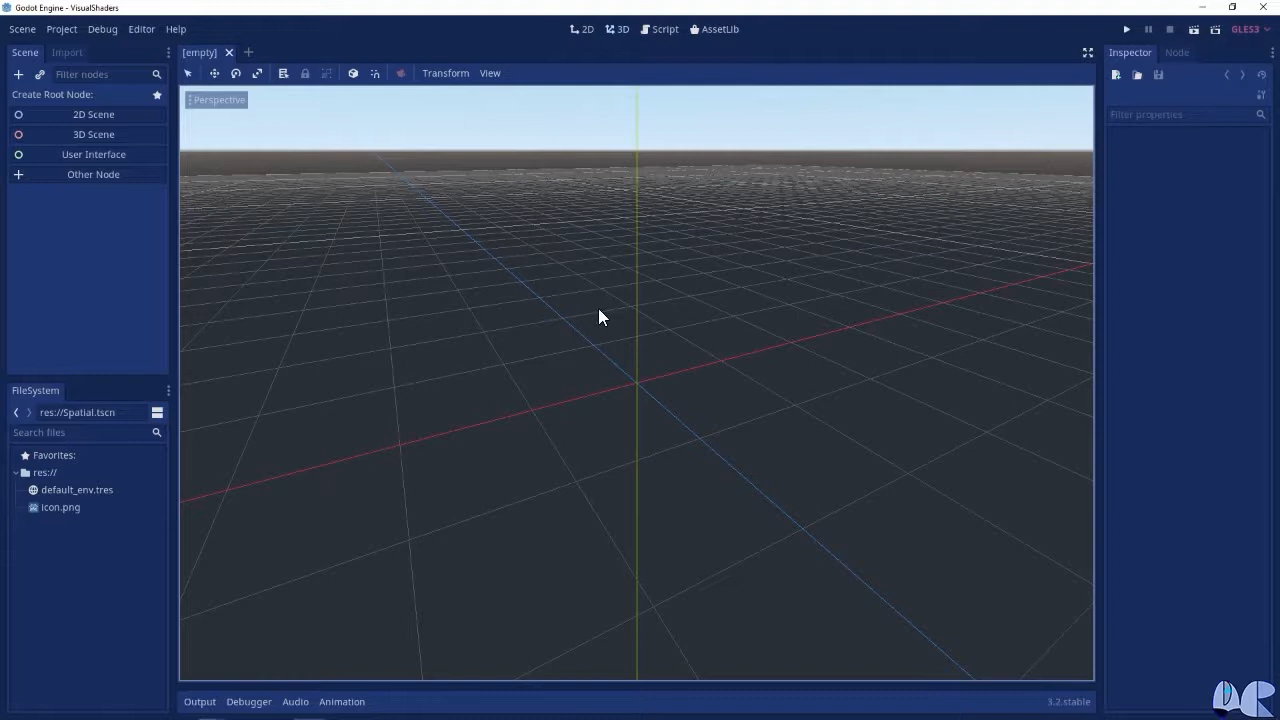 Godot Engine - VisualShaders
Scene Project Debug Editor Help
2D 3D Script AssetLib
GLES3
Scene Import
[empty]
Inspector Node
Filter nodes
Transform View
Create Root Node:
Perspective
2D Scene
Filter properties
3D Scene
User Interface
Other Node
FileSystem
res://Spatial.tscn
Search files
Favorites:
res://
default_env.tres
icon.png
Output Debugger Audio Animation
3.2.stable